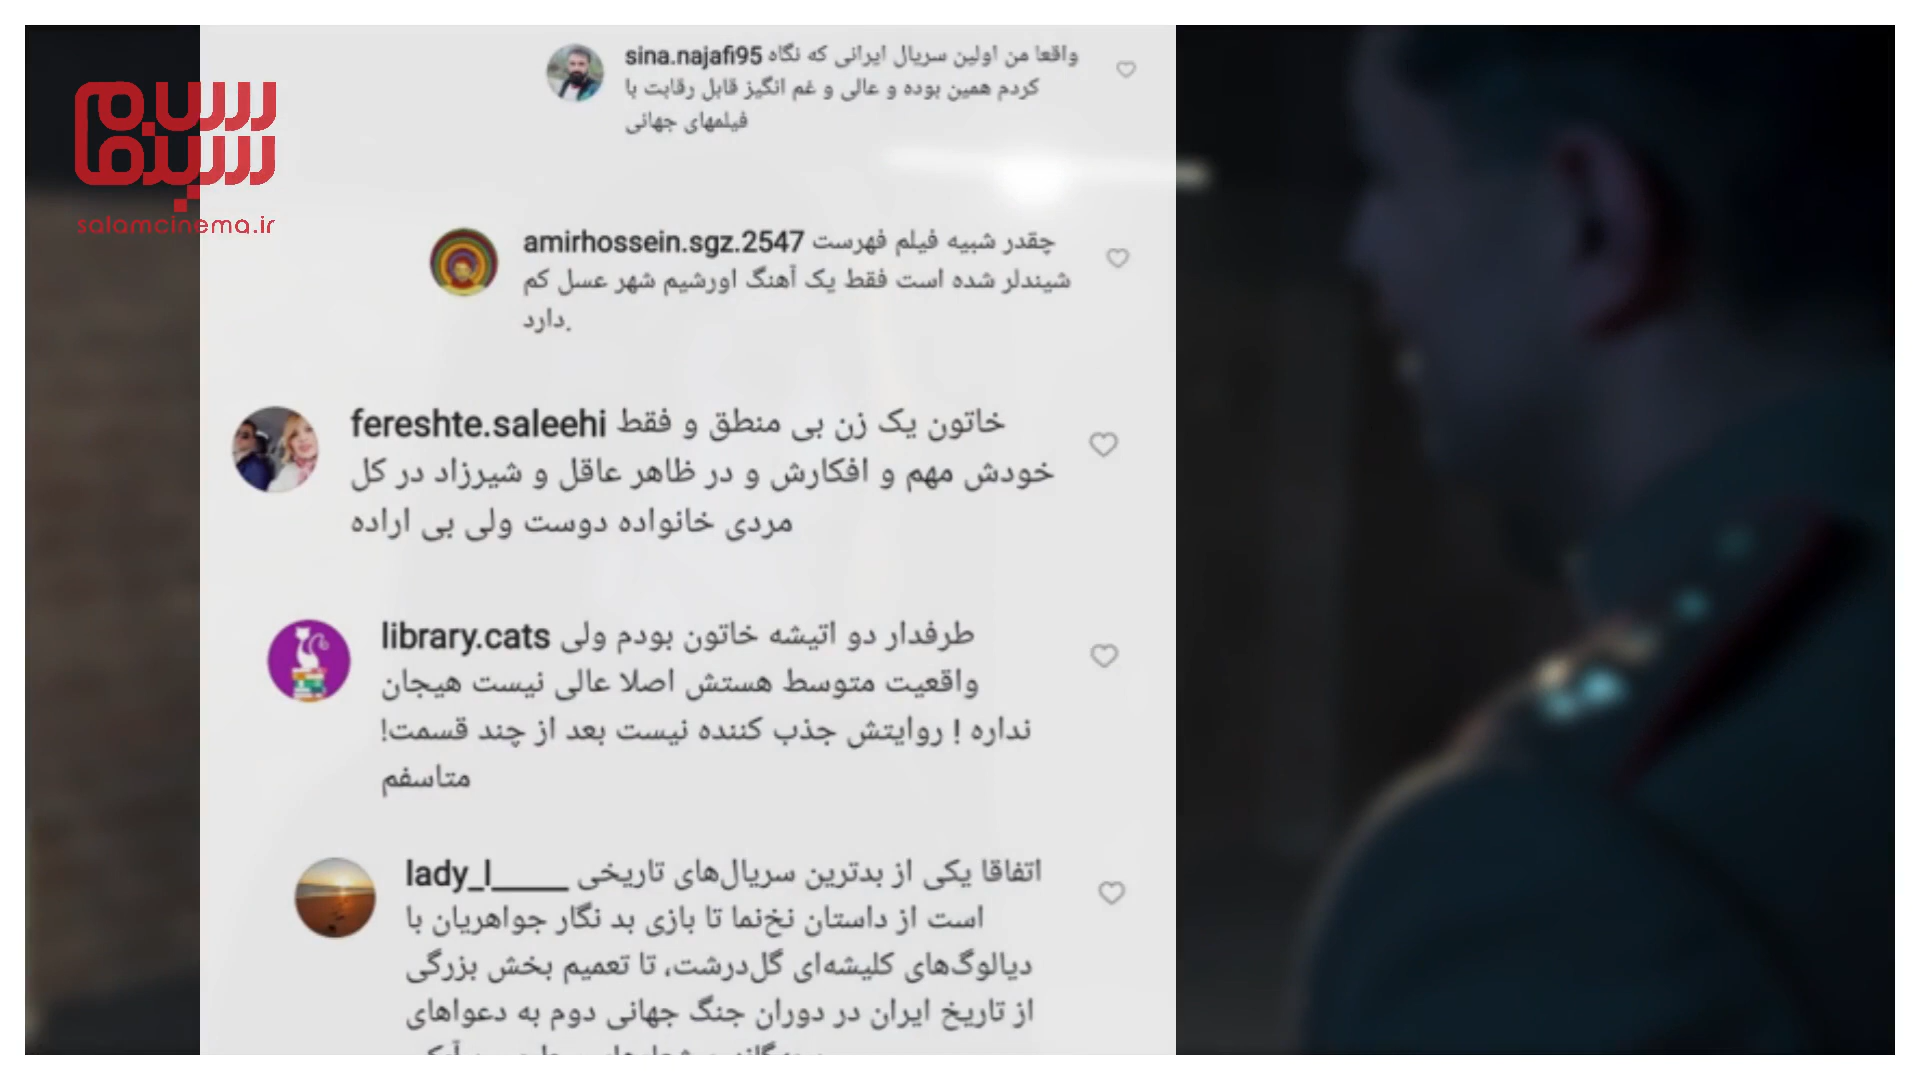 سلام
سینما
salamcinema.ir
sina.najafi95 واقعا من اولین سریال ایرانی که نگاه
کردم همین بوده و عالی و غم انگیز قابل رقابت با
فیلمهای جهانی
amirhossein.sgz.2547 چقدر شبیه فیلم فهرست
شیندلر شده است فقط یک آهنگ اورشیم شهر عسل کم
دارد.
fereshte.saleehi خاتون یک زن بی منطق و فقط
خودش مهم و افکارش و در ظاهر عاقل و شیرزاد در کل
مردی خانواده دوست ولی بی اراده
library.cats طرفدار دو اتیشه خاتون بودم ولی
واقعیت متوسط هستش اصلا عالی نیست هیجان
نداره ! روایتش جذب کننده نیست بعد از چند قسمت!
متاسفم
lady_l_____ اتفاقا یکی از بدترین سریال‌های تاریخی
است از داستان نخ‌نما تا بازی بد نگار جواهریان با
دیالوگ‌های کلیشه‌ای گل‌درشت، تا تعمیم بخش بزرگی
از تاریخ ایران در دوران جنگ جهانی دوم به دعواهای